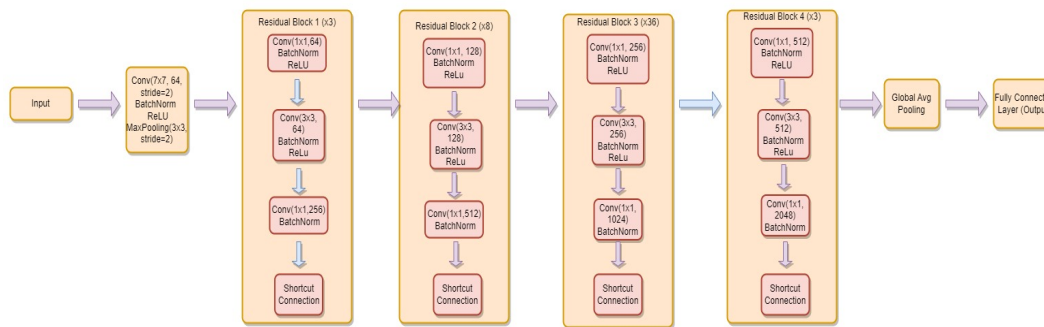 Input
Conv(7x7, 64,
stride=2)
BatchNorm
ReLU
MaxPooling(3x3,
stride=2)
Residual Block 1 (x3)
Conv(1x1,64)
BatchNorm
ReLU
Conv(3x3,
64)
BatchNorm
ReLU
Conv(1x1,256)
BatchNorm
Shortcut
Connection
Residual Block 2 (x8)
Conv(1x1, 128)
BatchNorm
ReLu
Conv(3x3,
128)
BatchNorm
ReLu
Conv(1x1,512)
BatchNorm
Shortcut
Connection
Residual Block 3 (x36)
Conv(1x1, 256)
BatchNorm
ReLU
Conv(3x3,
256)
BatchNorm
ReLu
Conv(1x1,
1024)
BatchNorm
Shortcut
Connection
Residual Block 4 (x3)
Conv(1x1, 512)
BatchNorm
ReLU
Conv(3x3,
512)
BatchNorm
ReLU
Conv(1x1,
2048)
BatchNorm
Shortcut
Connection
Global Avg
Pooling
Fully Connect
Layer (Outpu